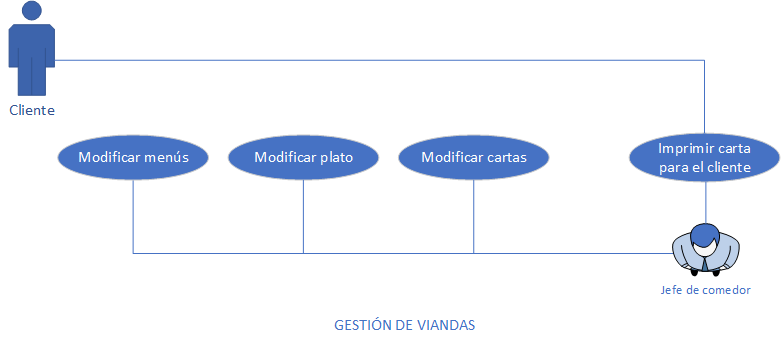 Cliente
Modificar menús
Modificar plato
Modificar cartas
Imprimir carta
para el cliente
Jefe de comedor
GESTIÓN DE VIANDAS